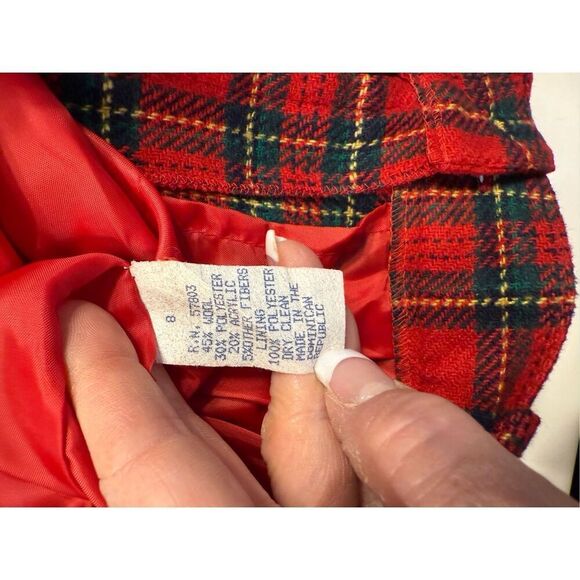 8
R.N. 57803
45% WOOL
30% POLYESTER
20% ACRYLIC
5%OTHER FIBERS
LINING
100% POLYESTER
DRY CLEAN
MADE IN THE
DOMINICAN
REPUBLIC